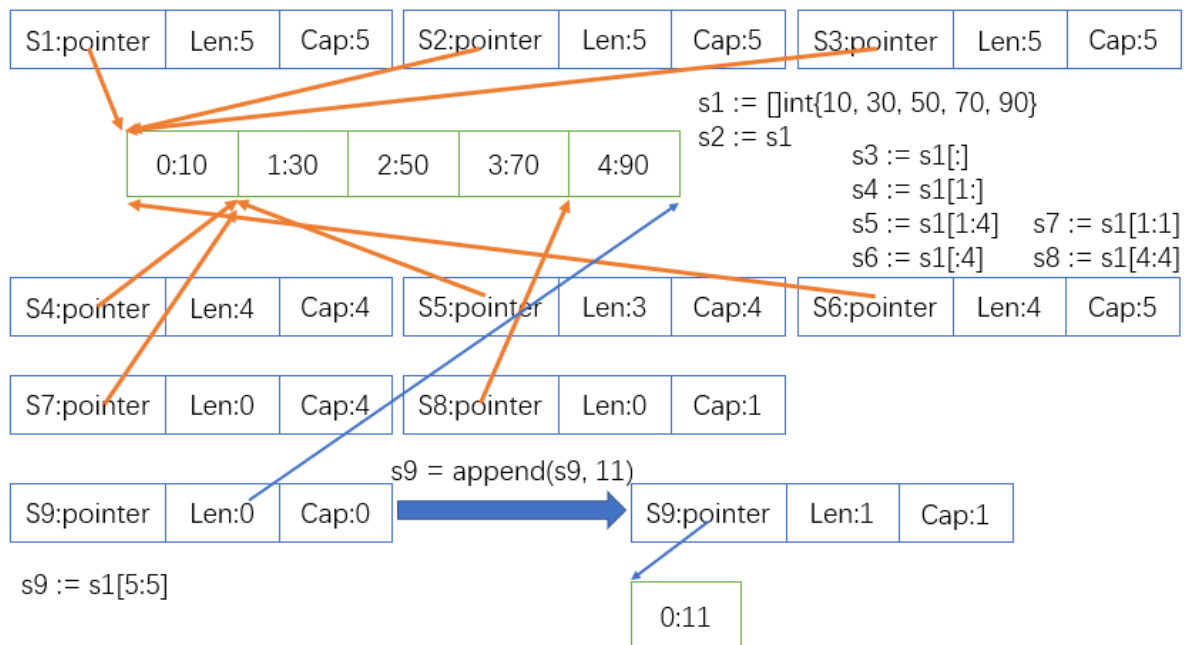 S1:pointer Len:5 Cap:5 S2:pointer Len:5 Cap:5 S3:pointer Len:5 Cap:5
s1 := []int{10, 30, 50, 70, 90}
s2 := s1
0:10 1:30 2:50 3:70 4:90
s3 := s1[:]
s4 := s1[1:]
s5 := s1[1:4] s7 := s1[1:1]
s6 := s1[:4] s8 := s1[4:4]
S4:pointer Len:4 Cap:4 S5:pointer Len:3 Cap:4 S6:pointer Len:4 Cap:5
S7:pointer Len:0 Cap:4 S8:pointer Len:0 Cap:1
s9 = append(s9, 11)
S9:pointer Len:0 Cap:0 S9:pointer Len:1 Cap:1
s9 := s1[5:5]
0:11